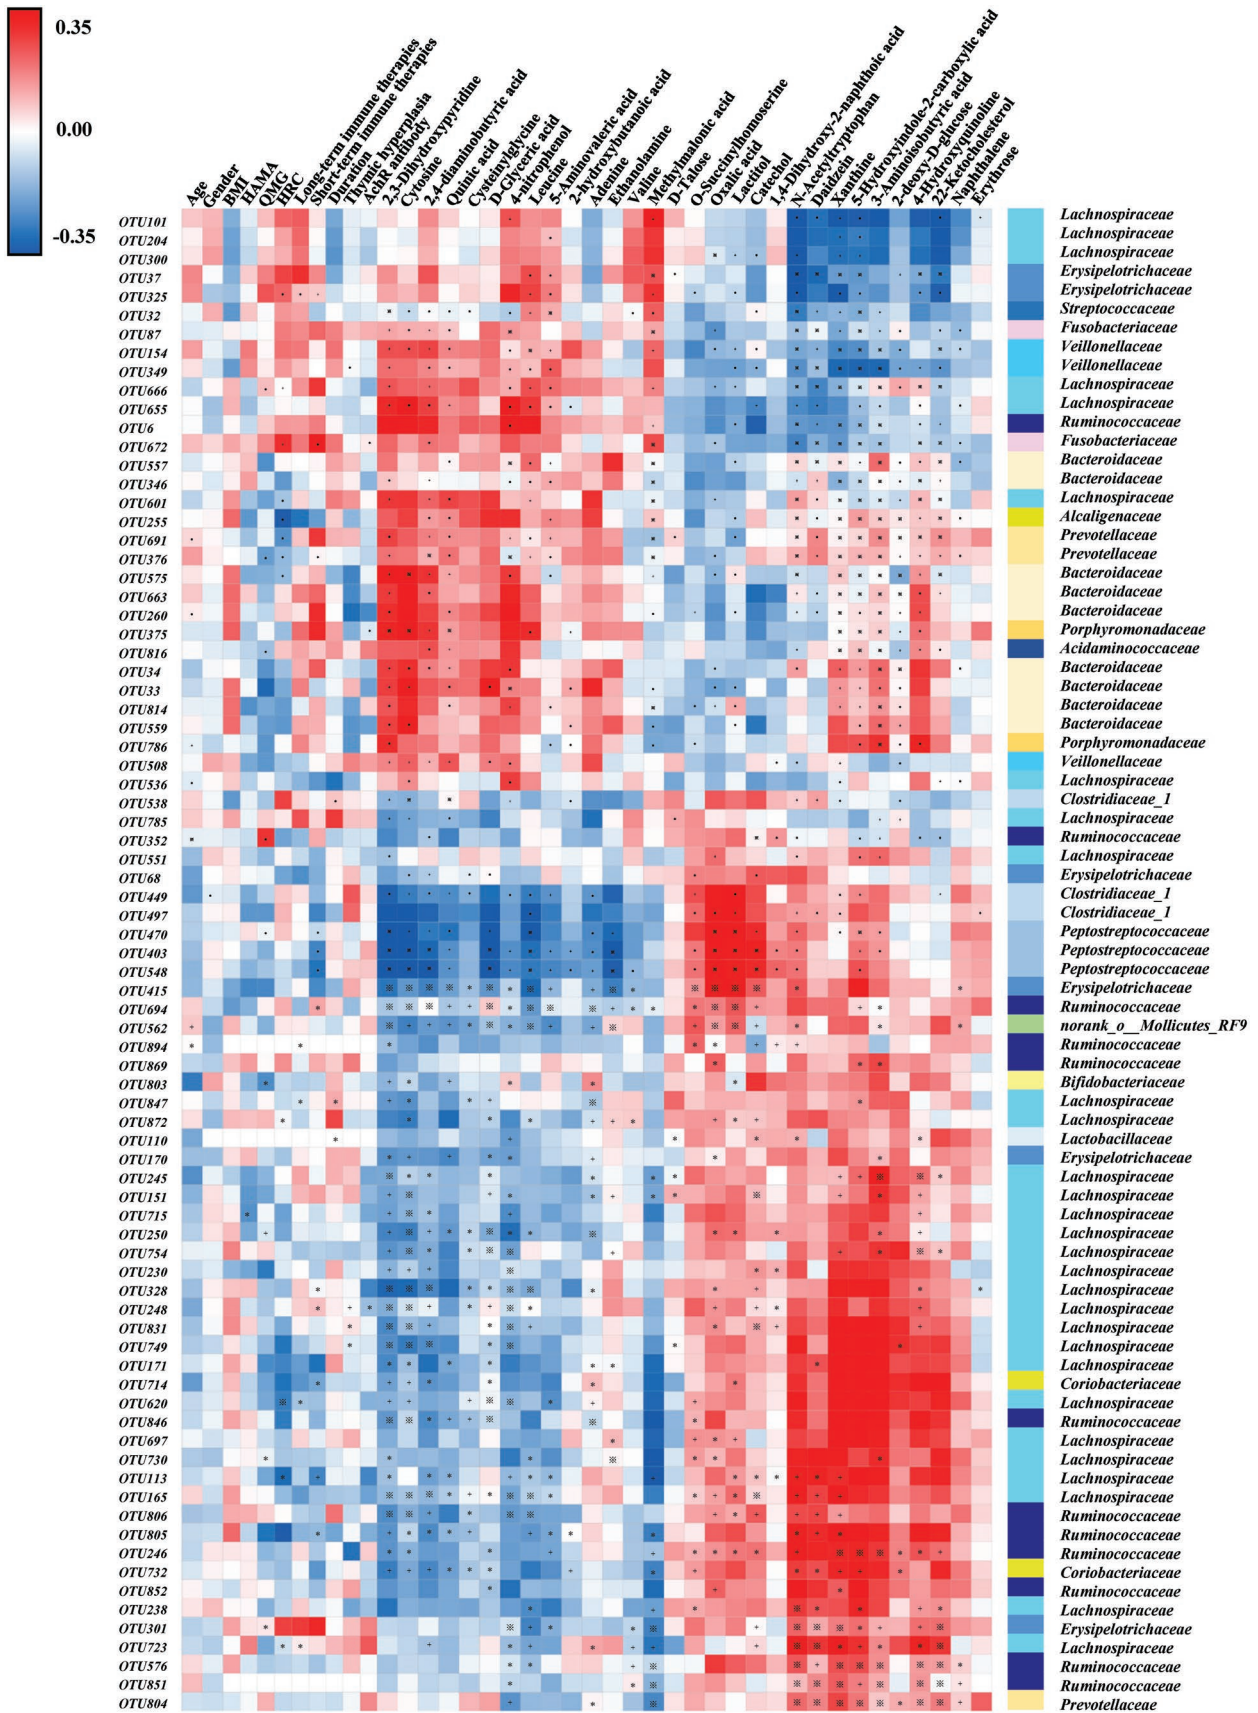 0.35
0.00
-0.35
Age
Gender
BMI
HAMA
QMG
HRC
Long-term immune therapies
Short-term immune therapies
Duration
Thymic hyperplasia
antibody
2,3-Dihydroxypyridine
Cytosine
2,4-diaminobutyric acid
Quinic acid
Cysteinylglycine
D-Glyceric acid
4-nitrophenol
Leucine
5-Aminovaleric acid
2-hydroxybutanoic acid
Adenine
Ethanolamine
Valine
Methylmalonic acid
D-Talose
O-Succinylhomoserine
Oxalic acid
Lactitol
Catechol
1,4-Dihydroxy-2-naphthoic acid
N-Acetyltryptophan
Daidzein
Xanthine
5-Hydroxyindole-2-carboxylic acid
3-Aminoisobutyric acid
2-deoxy-D-glucose
4-Hydroxyquinoline
22-Ketocholesterol
Naphthalene
Erythrose
OTU101 Lachnospiraceae
OTU204 Lachnospiraceae
OTU300 Lachnospiraceae
OTU37 Erysipelotrichaceae
OTU325 Erysipelotrichaceae
OTU32 Streptococcaceae
OTU87 Fusobacteriaceae
OTU154 Veillonellaceae
OTU349 Veillonellaceae
OTU666 Lachnospiraceae
OTU655 Lachnospiraceae
OTU6 Ruminococcaceae
OTU672 Fusobacteriaceae
OTU557 Bacteroidaceae
OTU346 Bacteroidaceae
OTU601 Lachnospiraceae
OTU255 Alcaligenaceae
OTU691 Prevotellaceae
OTU376 Prevotellaceae
OTU575 Bacteroidaceae
OTU663 Bacteroidaceae
OTU260 Bacteroidaceae
OTU375 Porphyromonadaceae
OTU816 Acidaminococcaceae
OTU34 Bacteroidaceae
OTU33 Bacteroidaceae
OTU814 Bacteroidaceae
OTU559 Bacteroidaceae
OTU786 Porphyromonadaceae
OTU508 Veillonellaceae
OTU536 Lachnospiraceae
OTU538 Clostridiaceae_1
OTU785 Lachnospiraceae
OTU352 Ruminococcaceae
OTU551 Lachnospiraceae
OTU68 Erysipelotrichaceae
OTU449 Clostridiaceae_1
OTU497 Clostridiaceae_1
OTU470 Peptostreptococcaceae
OTU403 Peptostreptococcaceae
OTU548 Peptostreptococcaceae
OTU415 Erysipelotrichaceae
OTU694 Ruminococcaceae
OTU562 norank_o__Mollicutes_RF9
OTU894 Ruminococcaceae
OTU869 Ruminococcaceae
OTU803 Bifidobacteriaceae
OTU847 Lachnospiraceae
OTU872 Lachnospiraceae
OTU110 Lactobacillaceae
OTU170 Erysipelotrichaceae
OTU245 Lachnospiraceae
OTU151 Lachnospiraceae
OTU715 Lachnospiraceae
OTU250 Lachnospiraceae
OTU754 Lachnospiraceae
OTU230 Lachnospiraceae
OTU328 Lachnospiraceae
OTU248 Lachnospiraceae
OTU831 Lachnospiraceae
OTU749 Lachnospiraceae
OTU171 Lachnospiraceae
OTU714 Coriobacteriaceae
OTU620 Lachnospiraceae
OTU846 Ruminococcaceae
OTU697 Lachnospiraceae
OTU730 Lachnospiraceae
OTU113 Lachnospiraceae
OTU165 Lachnospiraceae
OTU806 Ruminococcaceae
OTU805 Ruminococcaceae
OTU246 Ruminococcaceae
OTU732 Coriobacteriaceae
OTU852 Ruminococcaceae
OTU238 Lachnospiraceae
OTU301 Erysipelotrichaceae
OTU723 Lachnospiraceae
OTU576 Ruminococcaceae
OTU851 Ruminococcaceae
OTU804 Prevotellaceae